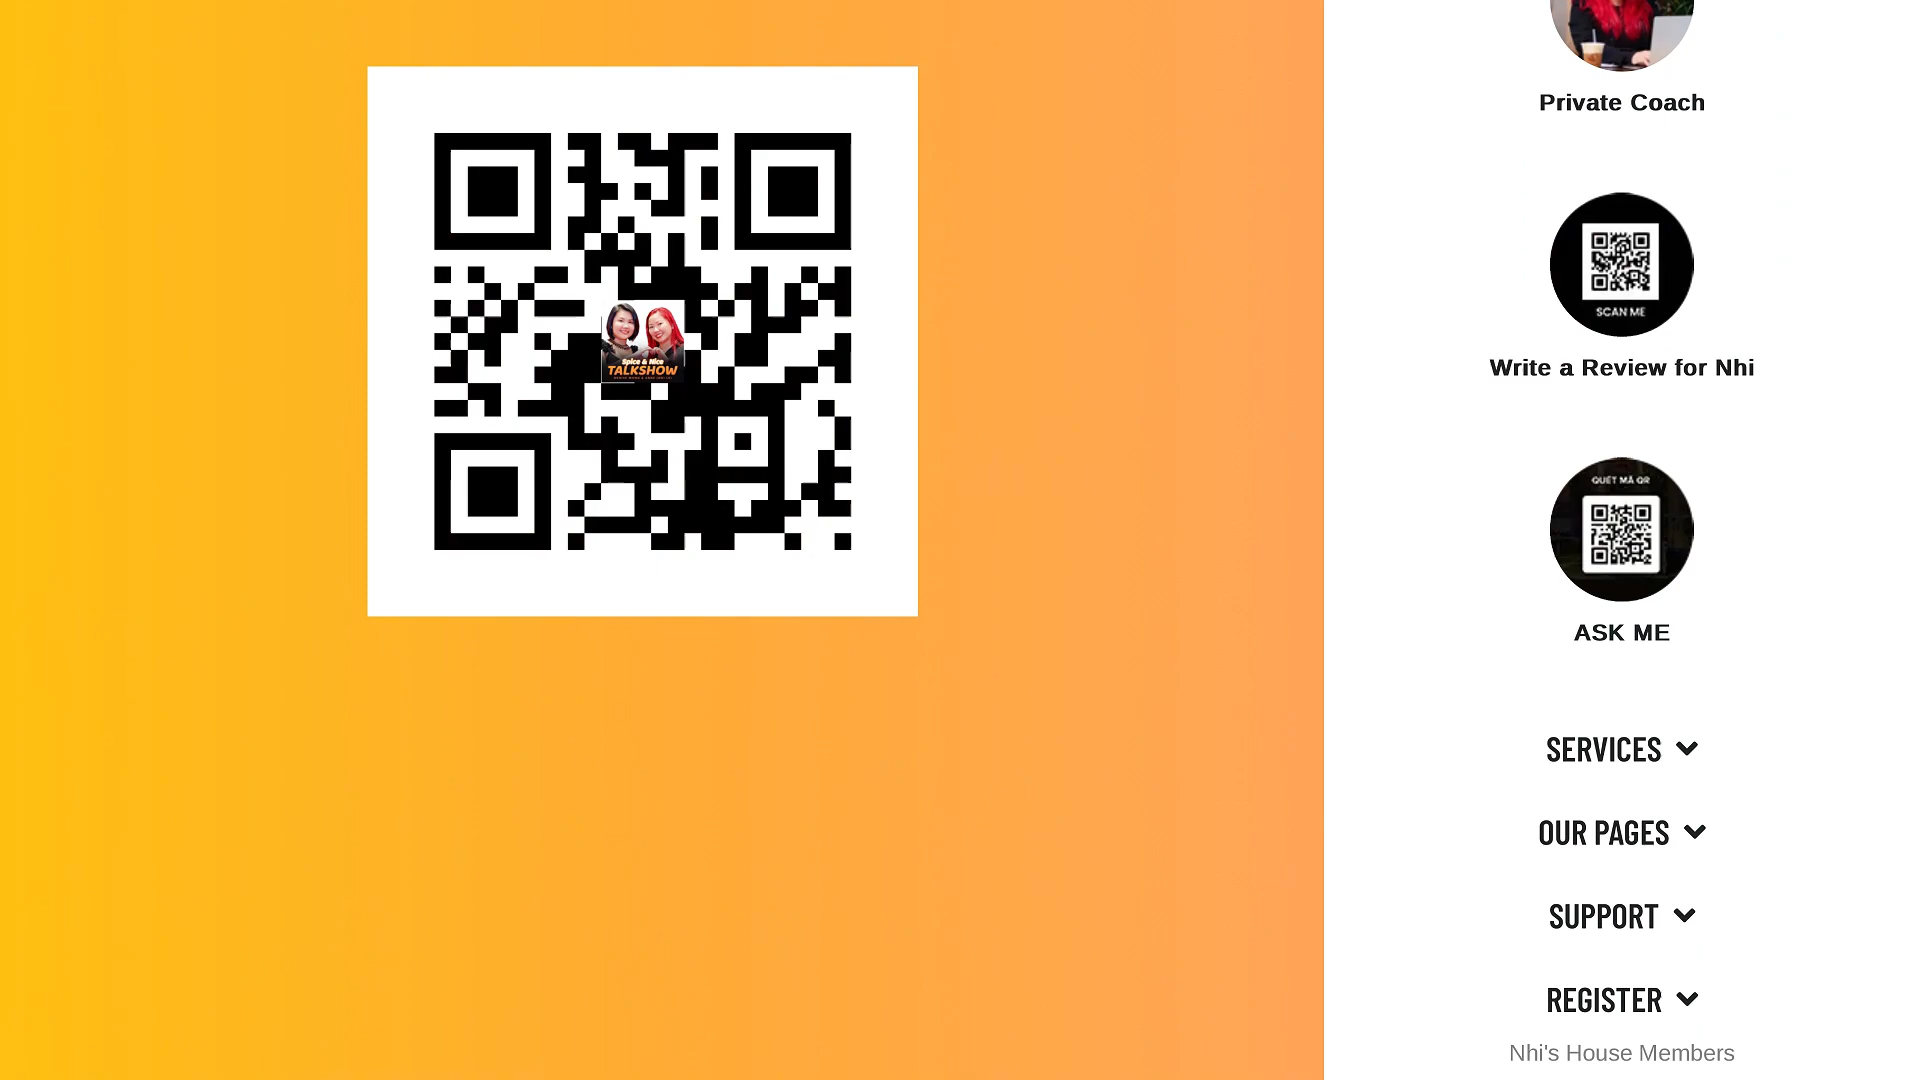 Spice & Nice
TALKSHOW
Private Coach
SCAN ME
Write a Review for Nhi
QUÉT MÃ QR
ASK ME
SERVICES
OUR PAGES
SUPPORT
REGISTER
Nhi's House Members